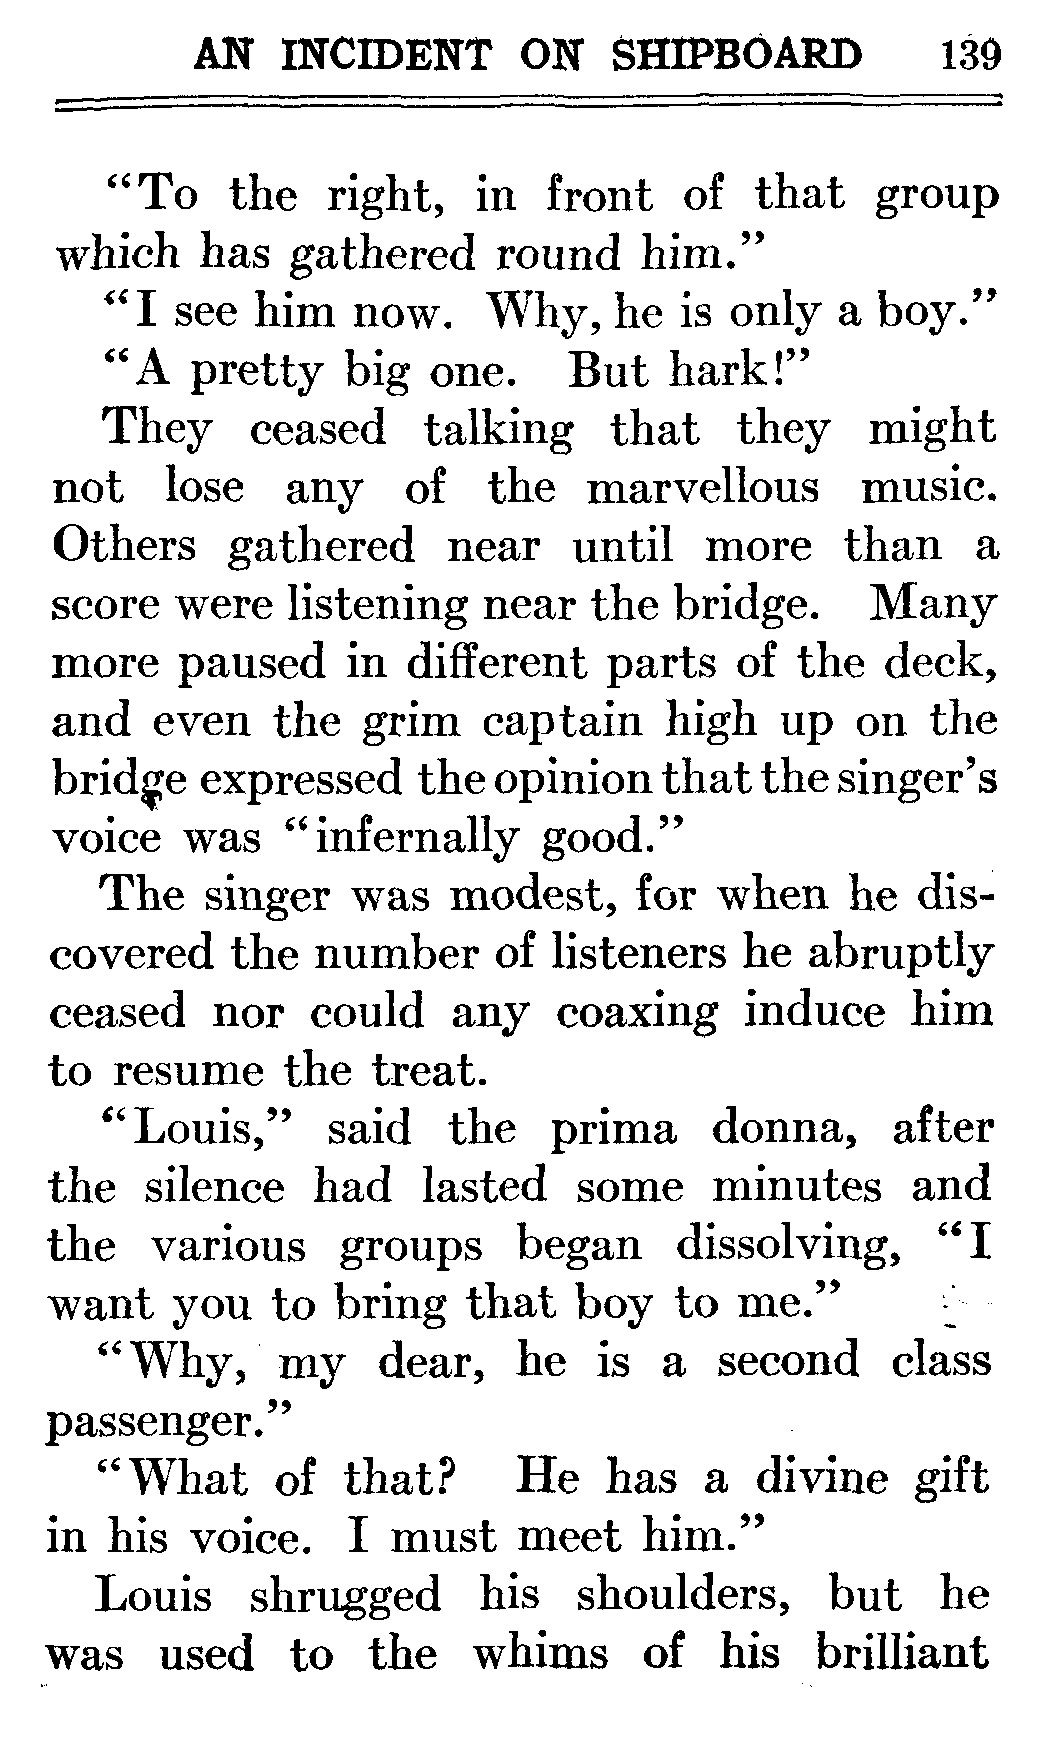 AN INCIDENT ON SHIPBOARD 139
"To the right, in front of that group
which has gathered round him."
"I see him now. Why, he is only a boy."
"A pretty big one. But hark!"
They ceased talking that they might
not lose any of the marvellous music.
Others gathered near until more than a
score were listening near the bridge. Many
more paused in different parts of the deck,
and even the grim captain high up on the
bridge expressed the opinion that the singer's
voice was "infernally good."
The singer was modest, for when he dis-
covered the number of listeners he abruptly
ceased nor could any coaxing induce him
to resume the treat.
"Louis," said the prima donna, after
the silence had lasted some minutes and
the various groups began dissolving, "I
want you to bring that boy to me."
"Why, my dear, he is a second class
passenger."
"What of that? He has a divine gift
in his voice. I must meet him."
Louis shrugged his shoulders, but he
was used to the whims of his brilliant